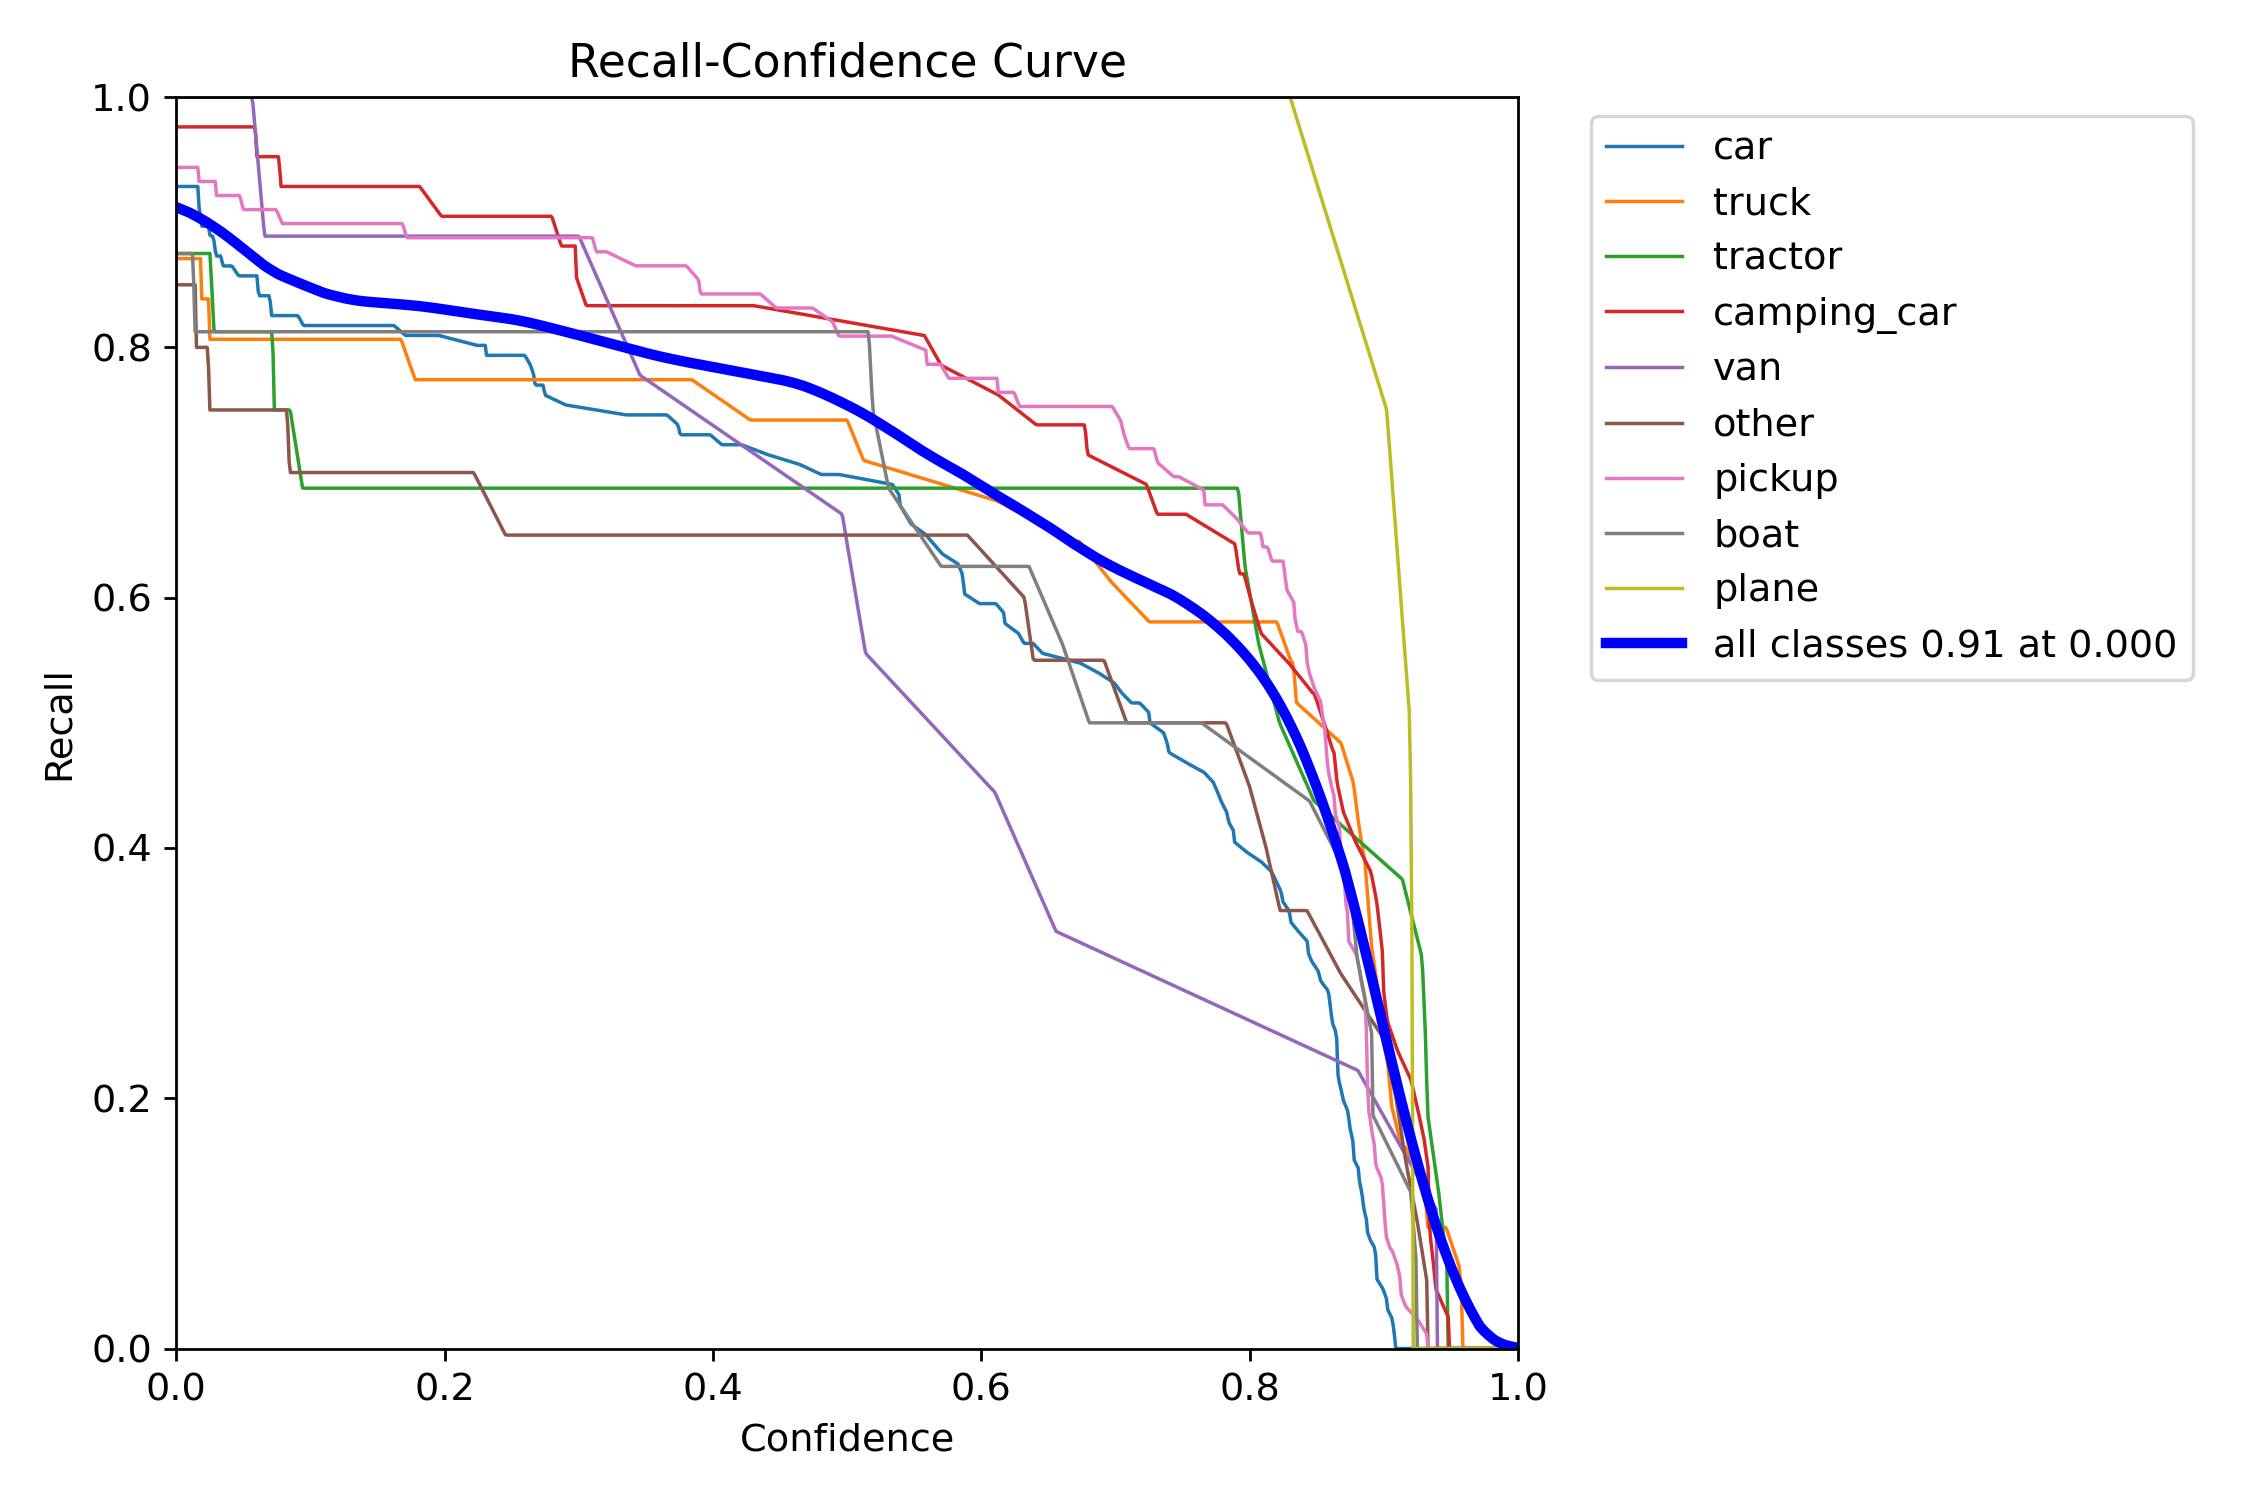 Recall-Confidence Curve
1.0
0.8
0.6
0.4
0.2
0.0
Recall
0.0 0.2 0.4 0.6 0.8 1.0
Confidence
car
truck
tractor
camping_car
van
other
pickup
boat
plane
all classes 0.91 at 0.000